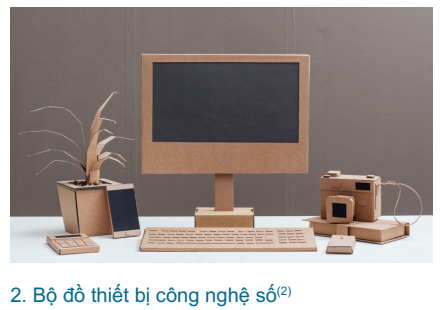 2. Bộ đồ thiết bị công nghệ số(2)